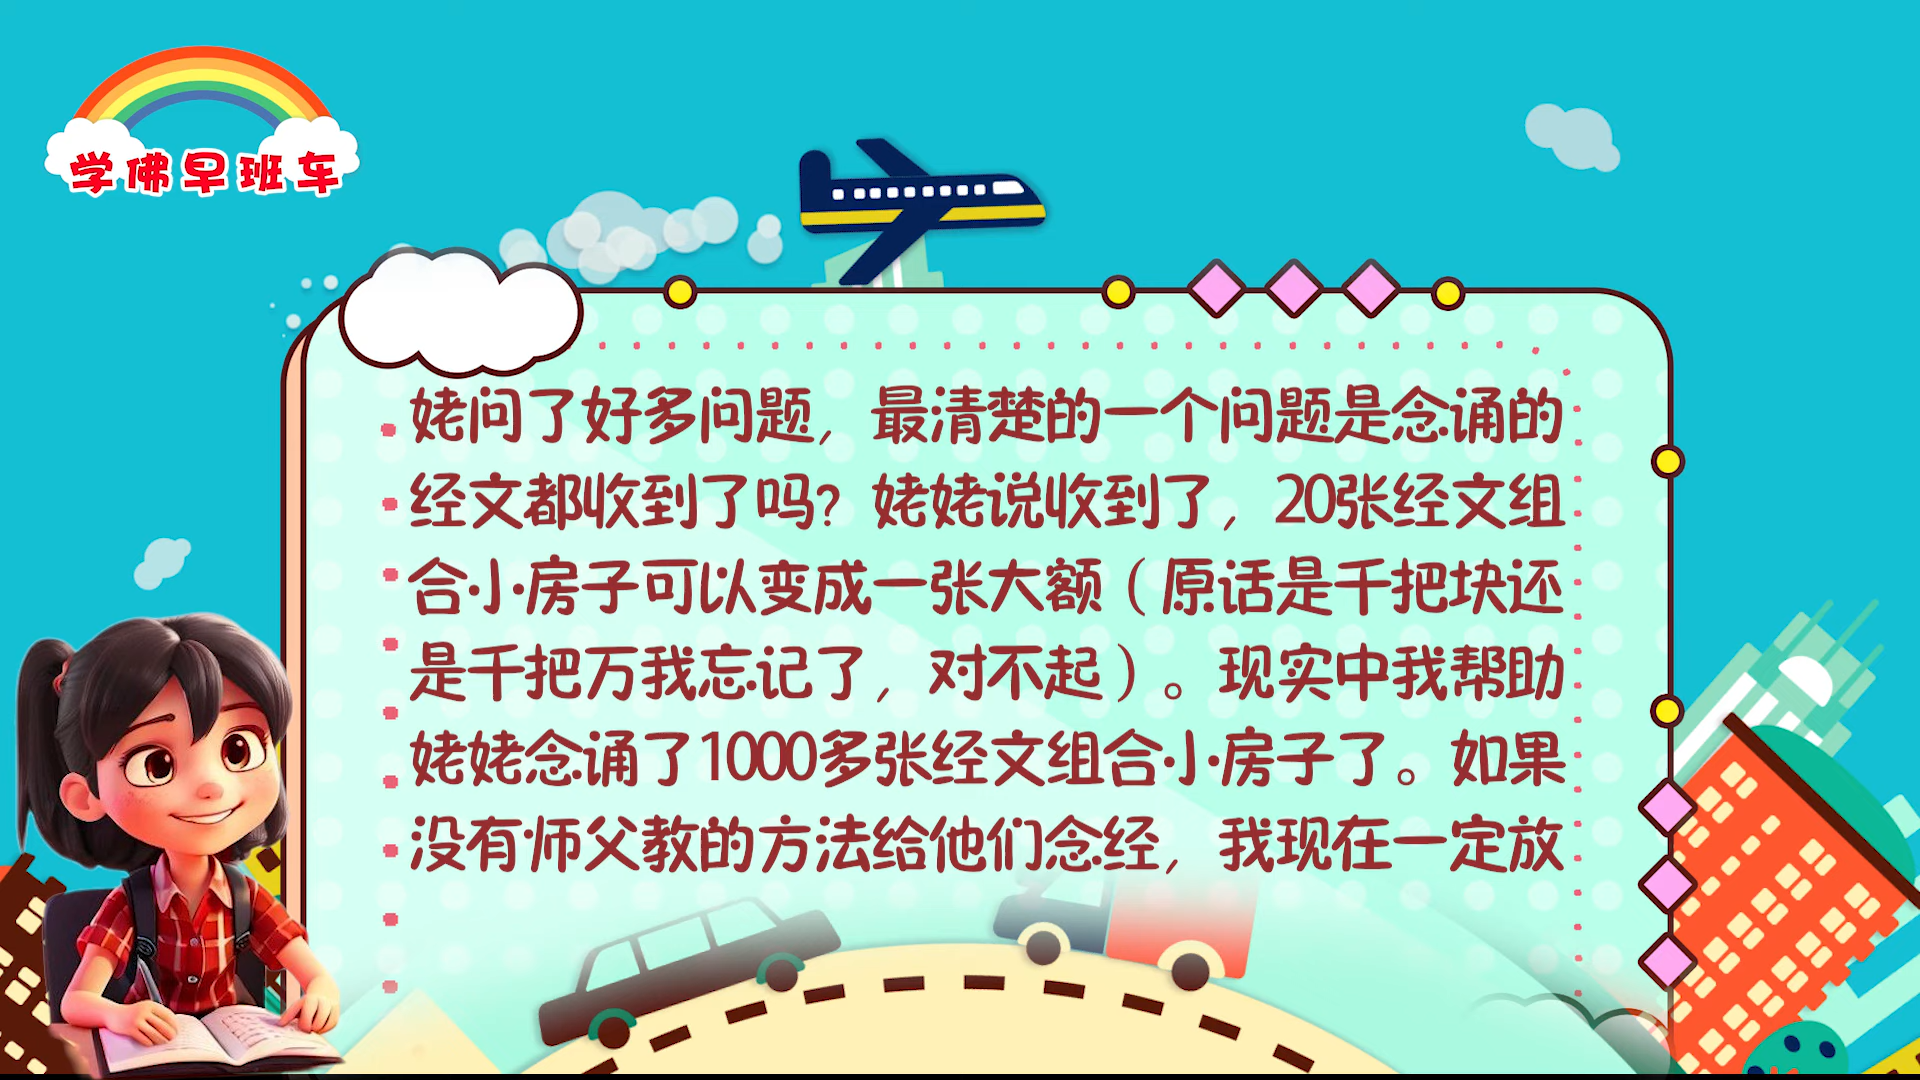 学佛早班车
姥问了好多问题，最清楚的一个问题是念诵的
经文都收到了吗？姥姥说收到了，20张经文组
合小房子可以变成一张大额（原话是千把块还
是千把万我忘记了，对不起）。现实中我帮助
姥姥念诵了1000多张经文组合小房子了。如果
没有师父教的方法给他们念经，我现在一定放